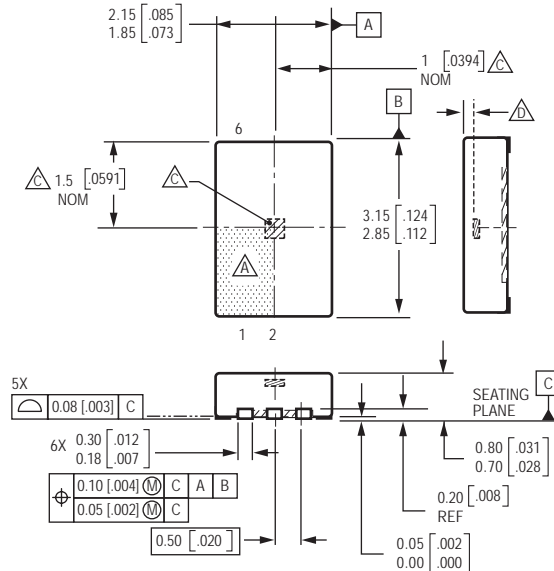 2.15 [.085]
1.85 [.073]
A
1 [.0394] C
NOM
B
D
6
C 1.5 [.0591]
NOM
C
3.15 [.124]
2.85 [.112]
A
1 2
5X
⌓ 0.08 [.003] C
SEATING
PLANE
C
6X 0.30 [.012]
0.18 [.007]
0.80 [.031]
0.70 [.028]
⌖ 0.10 [.004] Ⓜ C A B
0.05 [.002] Ⓜ C
0.20 [.008]
REF
0.50 [.020]
0.05 [.002]
0.00 [.000]